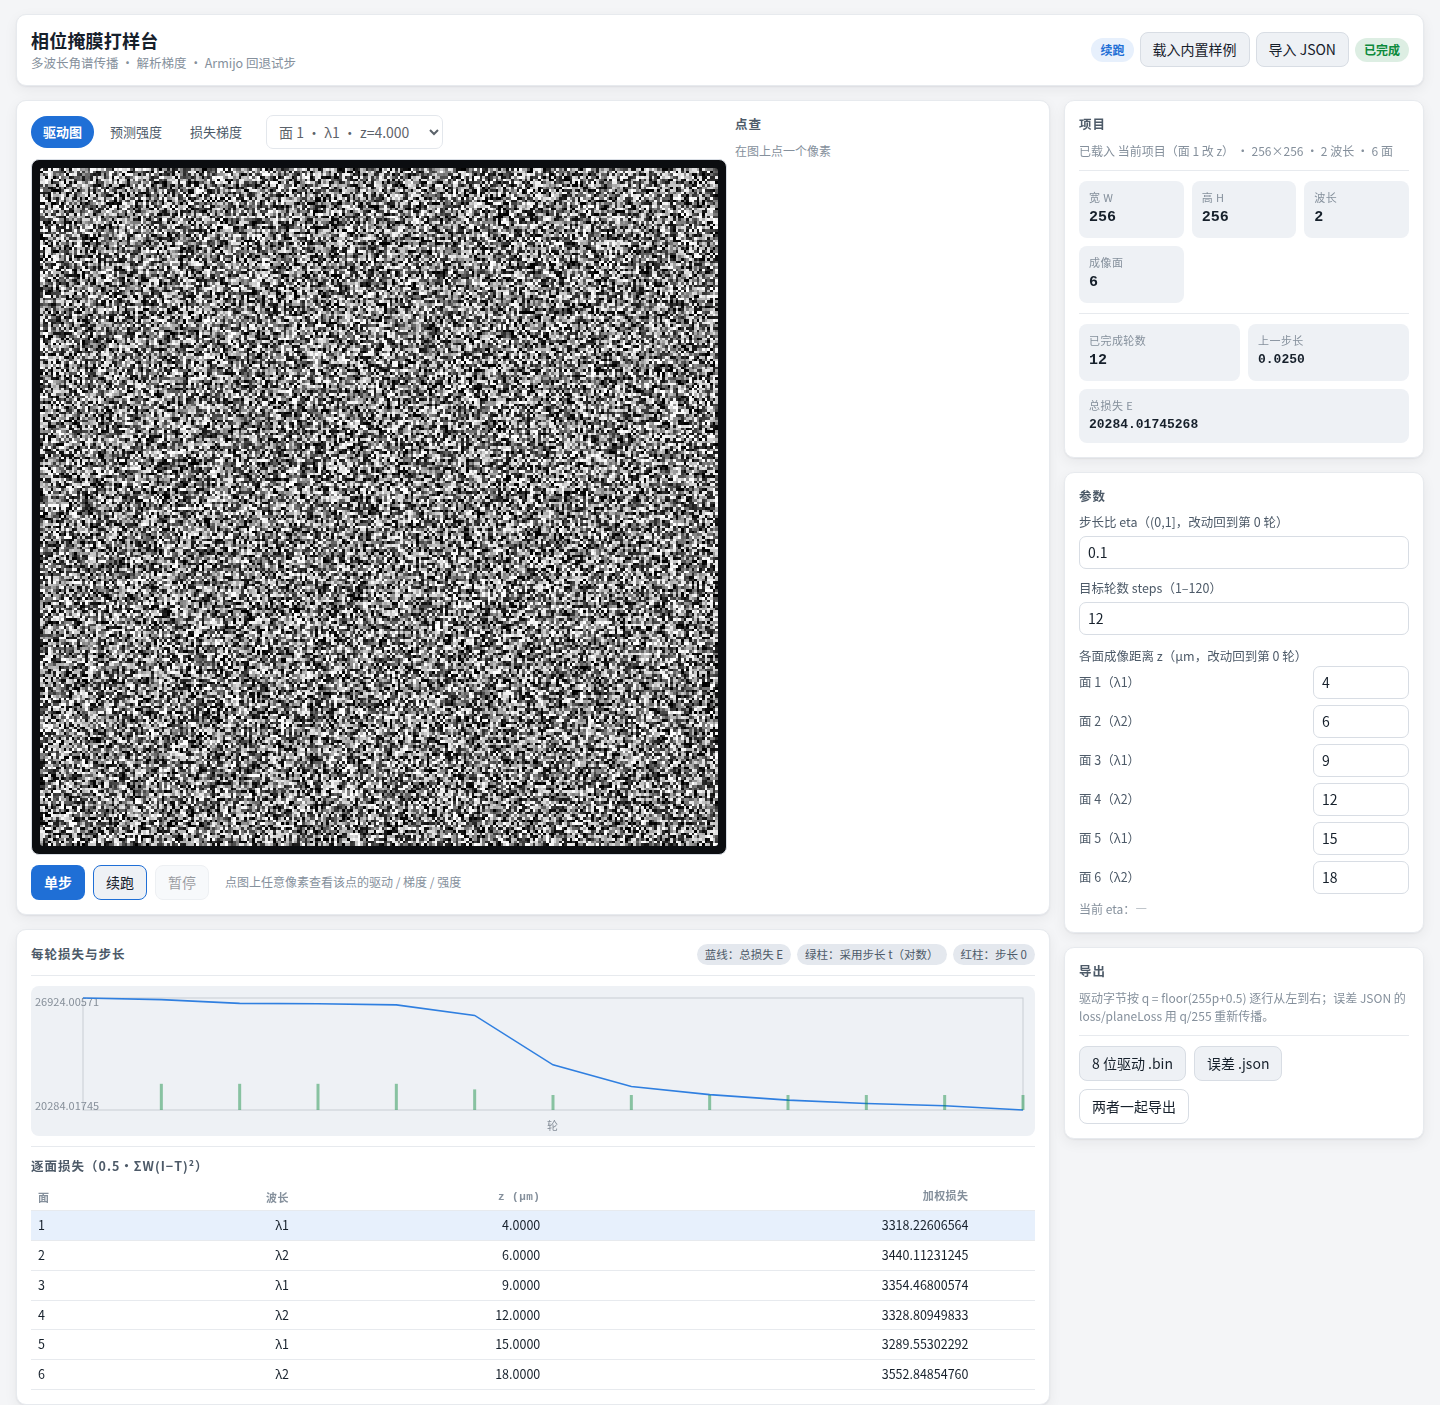 相位掩膜打样台
多波长角谱传播 · 解析梯度 · Armijo 回退试步
续跑
载入内置样例
导入 JSON
已完成
驱动图
预测强度
损失梯度
面 1 · λ1 · z=4.000
点查
在图上点一个像素
单步
续跑
暂停
点图上任意像素查看该点的驱动 / 梯度 / 强度
每轮损失与步长
蓝线：总损失 E
绿柱：采用步长 t（对数）
红柱：步长 0
26924.00571
20284.01745
轮
逐面损失（0.5·ΣW(I−T)²）
面 波长 z (μm) 加权损失
1 λ1 4.0000 3318.22606564
2 λ2 6.0000 3440.11231245
3 λ1 9.0000 3354.46800574
4 λ2 12.0000 3328.80949833
5 λ1 15.0000 3289.55302292
6 λ2 18.0000 3552.84854760
项目
已载入 当前项目（面 1 改 z） · 256×256 · 2 波长 · 6 面
宽 W
256
高 H
256
波长
2
成像面
6
已完成轮数
12
上一步长
0.0250
总损失 E
20284.01745268
参数
步长比 eta（(0,1]，改动回到第 0 轮）
0.1
目标轮数 steps（1–120）
12
各面成像距离 z（μm，改动回到第 0 轮）
面 1（λ1） 4
面 2（λ2） 6
面 3（λ1） 9
面 4（λ2） 12
面 5（λ1） 15
面 6（λ2） 18
当前 eta：—
导出
驱动字节按 q = floor(255p+0.5) 逐行从左到右；误差 JSON 的
loss/planeLoss 用 q/255 重新传播。
8 位驱动 .bin
误差 .json
两者一起导出